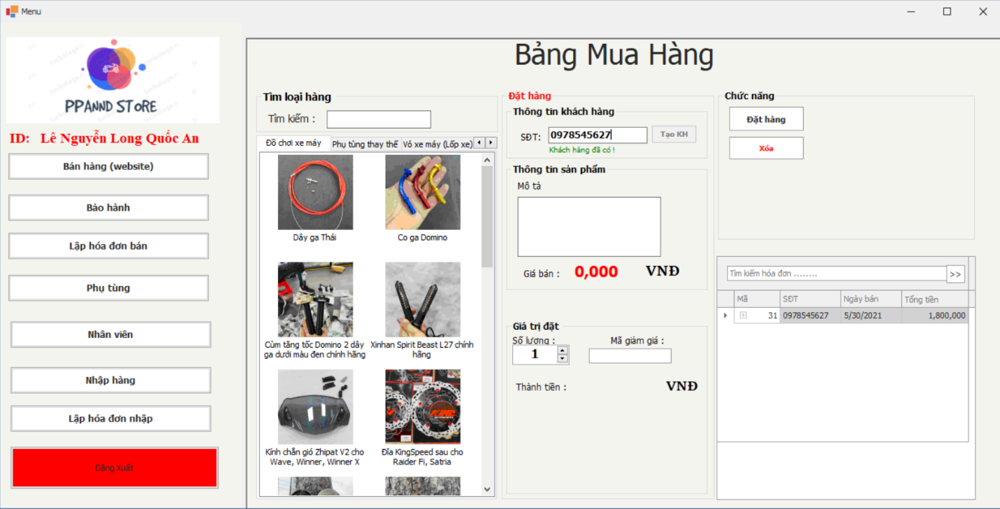 Menu
PPANND STORE
ID: Lê Nguyễn Long Quốc An
Bán hàng (website)
Bảo hành
Lập hóa đơn bán
Phụ tùng
Nhân viên
Nhập hàng
Lập hóa đơn nhập
Đăng Xuất
Bảng Mua Hàng
Tìm loại hàng
Tìm kiếm :
Đồ chơi xe máy
Phụ tùng thay thế
Vỏ xe máy (Lốp xe)
Dây ga Thái
Co ga Domino
Cùm tăng tốc Domino 2 dây
ga dưới màu đen chính hãng
Xinhan Spirit Beast L27 chính
hãng
Kính chắn gió Zhipat V2 cho
Wave, Winner, Winner X
Đĩa KingSpeed sau cho
Raider Fi, Satria
Đặt hàng
Thông tin khách hàng
SĐT: 0978545627 Tạo KH
Khách hàng đã có !
Thông tin sản phẩm
Mô tả
Giá bán : 0,000 VNĐ
Giá trị đặt
Số lượng : Mã giảm giá :
1
Thành tiền : VNĐ
Chức năng
Đặt hàng
Xóa
Tìm kiếm hóa đơn ........ >>
Mã SĐT Ngày bán Tổng tiền
31 0978545627 5/30/2021 1,800,000